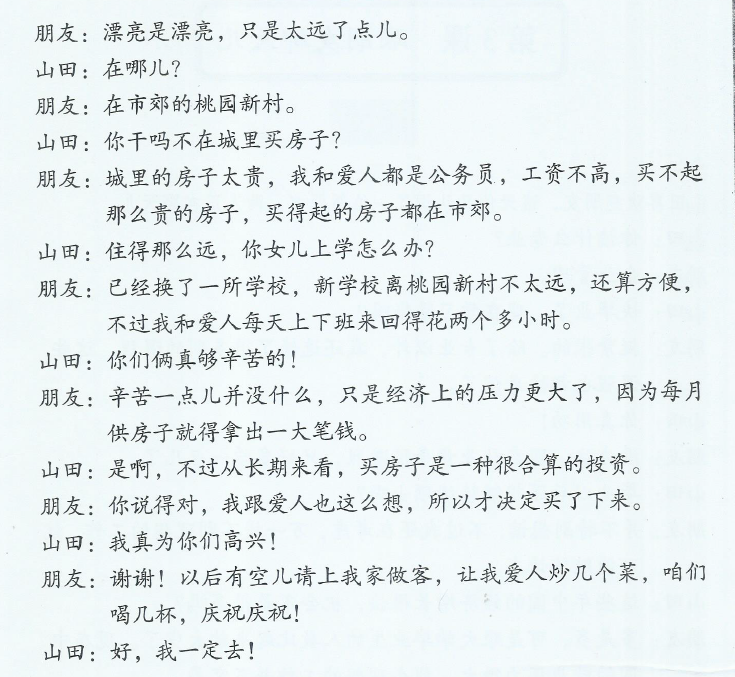 朋友：漂亮是漂亮，只是太远了点儿。
山田：在哪儿？
朋友：在市郊的桃园新村。
山田：你干吗不在城里买房子？
朋友：城里的房子太贵，我和爱人都是公务员，工资不高，买不起
那么贵的房子，买得起的房子都在市郊。
山田：住得那么远，你女儿上学怎么办？
朋友：已经换了一所学校，新学校离桃园新村不太远，还算方便，
不过我和爱人每天上下班来回得花两个多小时。
山田：你们俩真够辛苦的！
朋友：辛苦一点儿并没什么，只是经济上的压力更大了，因为每月
供房子就得拿出一大笔钱。
山田：是啊，不过从长期来看，买房子是一种很合算的投资。
朋友：你说得对，我跟爱人也这么想，所以才决定买了下来。
山田：我真为你们高兴！
朋友：谢谢！以后有空儿请上我家做客，让我爱人炒几个菜，咱们
喝几杯，庆祝庆祝！
山田：好，我一定去！